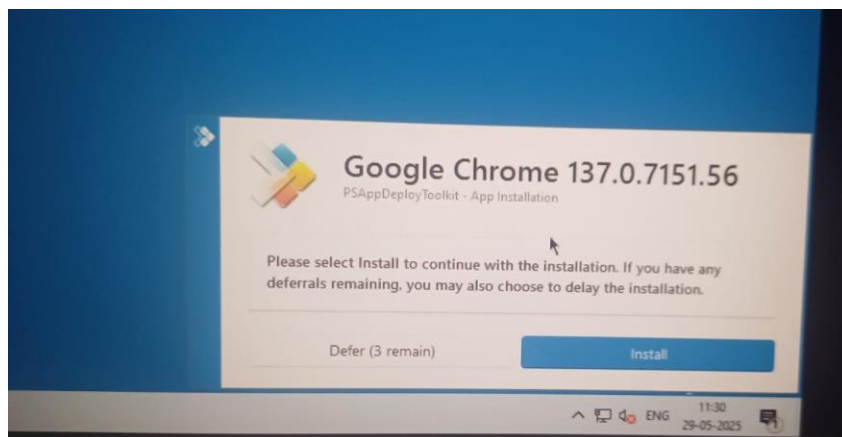 Google Chrome 137.0.7151.56
PSAppDeployToolkit - App Installation
Please select Install to continue with the installation. If you have any
deferrals remaining, you may also choose to delay the installation.
Defer (3 remain)
Install
ENG
11:30
29-05-2025
1